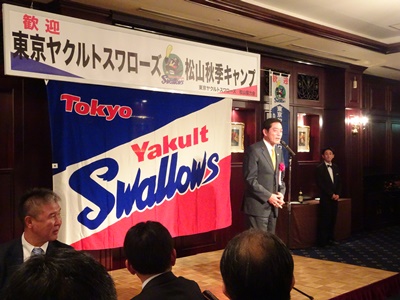 歓迎
東京ヤクルトスワローズ 松山秋季キャンプ
Tokyo
Yakult
Swallows